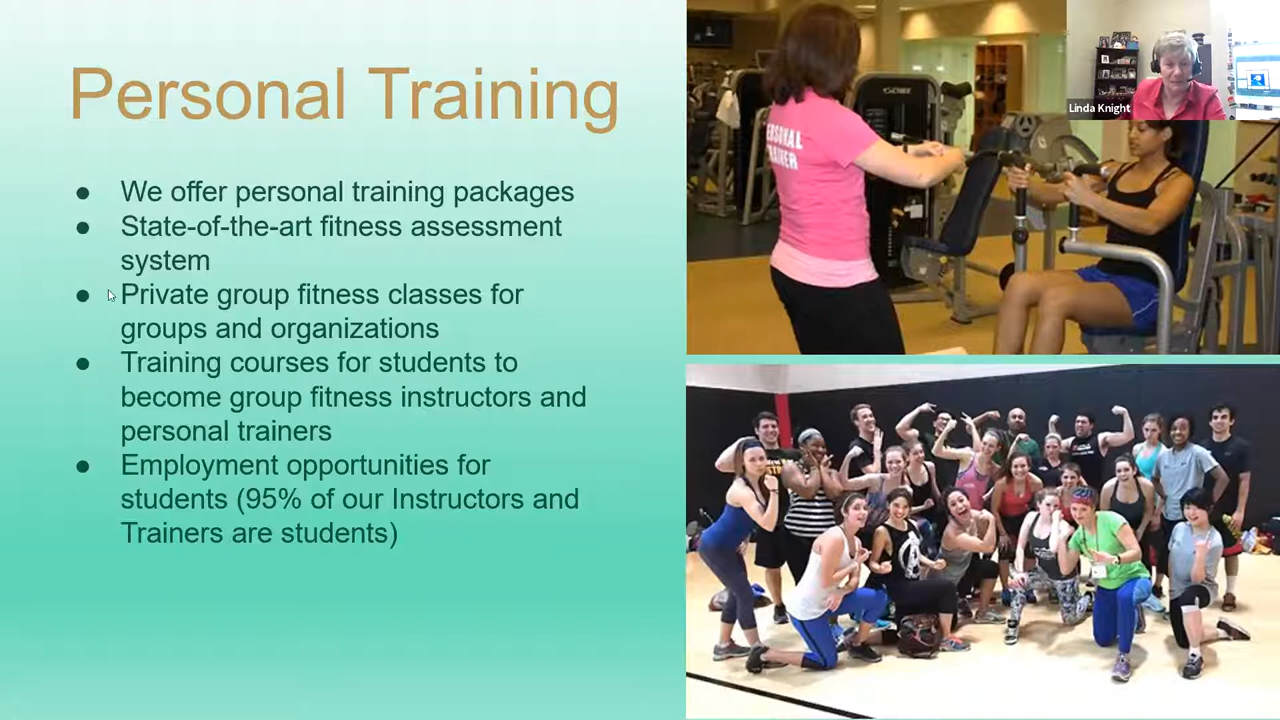 Personal Training
● We offer personal training packages
● State-of-the-art fitness assessment
system
● Private group fitness classes for
groups and organizations
● Training courses for students to
become group fitness instructors and
personal trainers
● Employment opportunities for
students (95% of our Instructors and
Trainers are students)
PERSONAL
TRAINER
Linda Knight